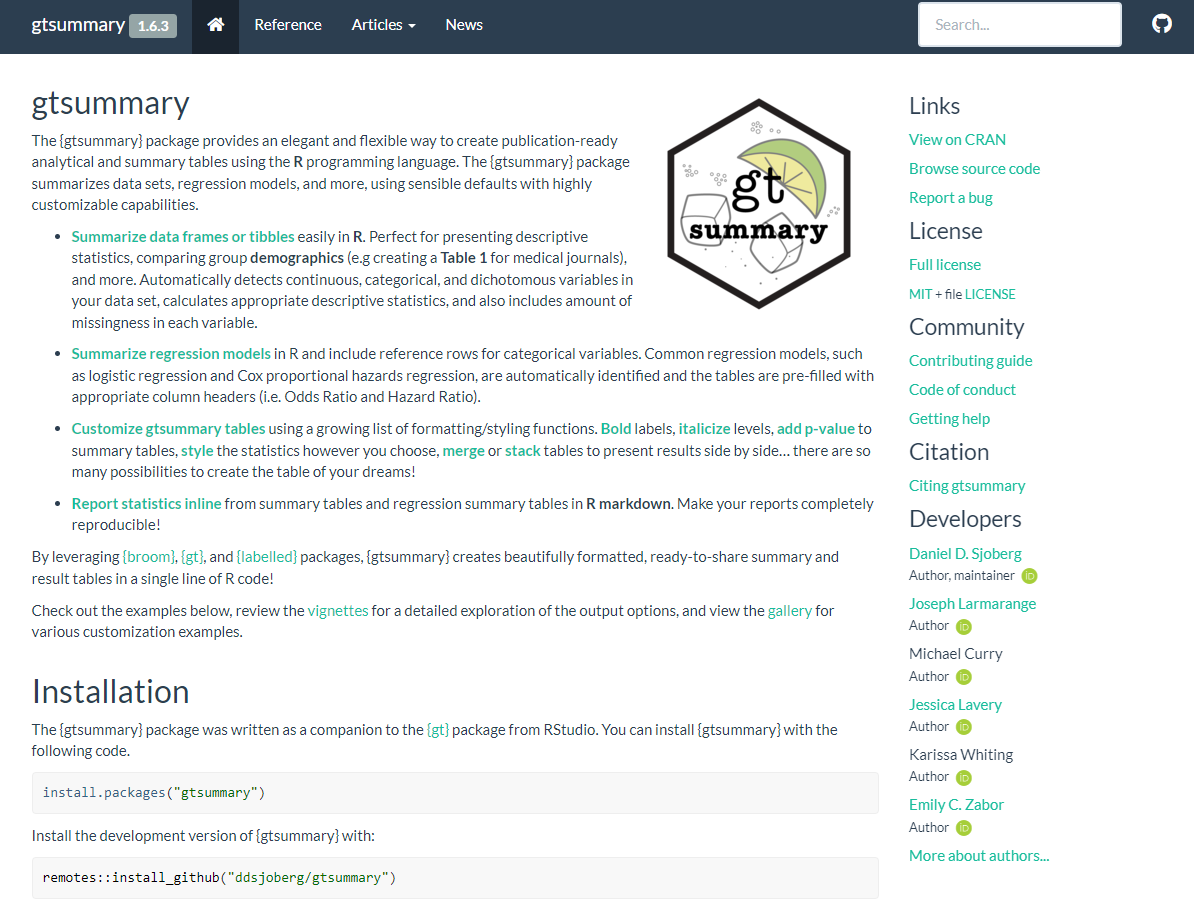 gtsummary 1.6.3 Reference Articles News Search...
gtsummary
The {gtsummary} package provides an elegant and flexible way to create publication-ready
analytical and summary tables using the R programming language. The {gtsummary} package
summarizes data sets, regression models, and more, using sensible defaults with highly
customizable capabilities.
gt
summary
Summarize data frames or tibbles easily in R. Perfect for presenting descriptive
statistics, comparing group demographics (e.g creating a Table 1 for medical journals),
and more. Automatically detects continuous, categorical, and dichotomous variables in
your data set, calculates appropriate descriptive statistics, and also includes amount of
missingness in each variable.
Summarize regression models in R and include reference rows for categorical variables. Common regression models, such
as logistic regression and Cox proportional hazards regression, are automatically identified and the tables are pre-filled with
appropriate column headers (i.e. Odds Ratio and Hazard Ratio).
Customize gtsummary tables using a growing list of formatting/styling functions. Bold labels, italicize levels, add p-value to
summary tables, style the statistics however you choose, merge or stack tables to present results side by side… there are so
many possibilities to create the table of your dreams!
Report statistics inline from summary tables and regression summary tables in R markdown. Make your reports completely
reproducible!
By leveraging {broom}, {gt}, and {labelled} packages, {gtsummary} creates beautifully formatted, ready-to-share summary and
result tables in a single line of R code!
Check out the examples below, review the vignettes for a detailed exploration of the output options, and view the gallery for
various customization examples.
Installation
The {gtsummary} package was written as a companion to the {gt} package from RStudio. You can install {gtsummary} with the
following code.
install.packages("gtsummary")
Install the development version of {gtsummary} with:
remotes::install_github("ddsjoberg/gtsummary")
Links
View on CRAN
Browse source code
Report a bug
License
Full license
MIT + file LICENSE
Community
Contributing guide
Code of conduct
Getting help
Citation
Citing gtsummary
Developers
Daniel D. Sjoberg
Author, maintainer iD
Joseph Larmarange
Author iD
Michael Curry
Author iD
Jessica Lavery
Author iD
Karissa Whiting
Author iD
Emily C. Zabor
Author iD
More about authors...